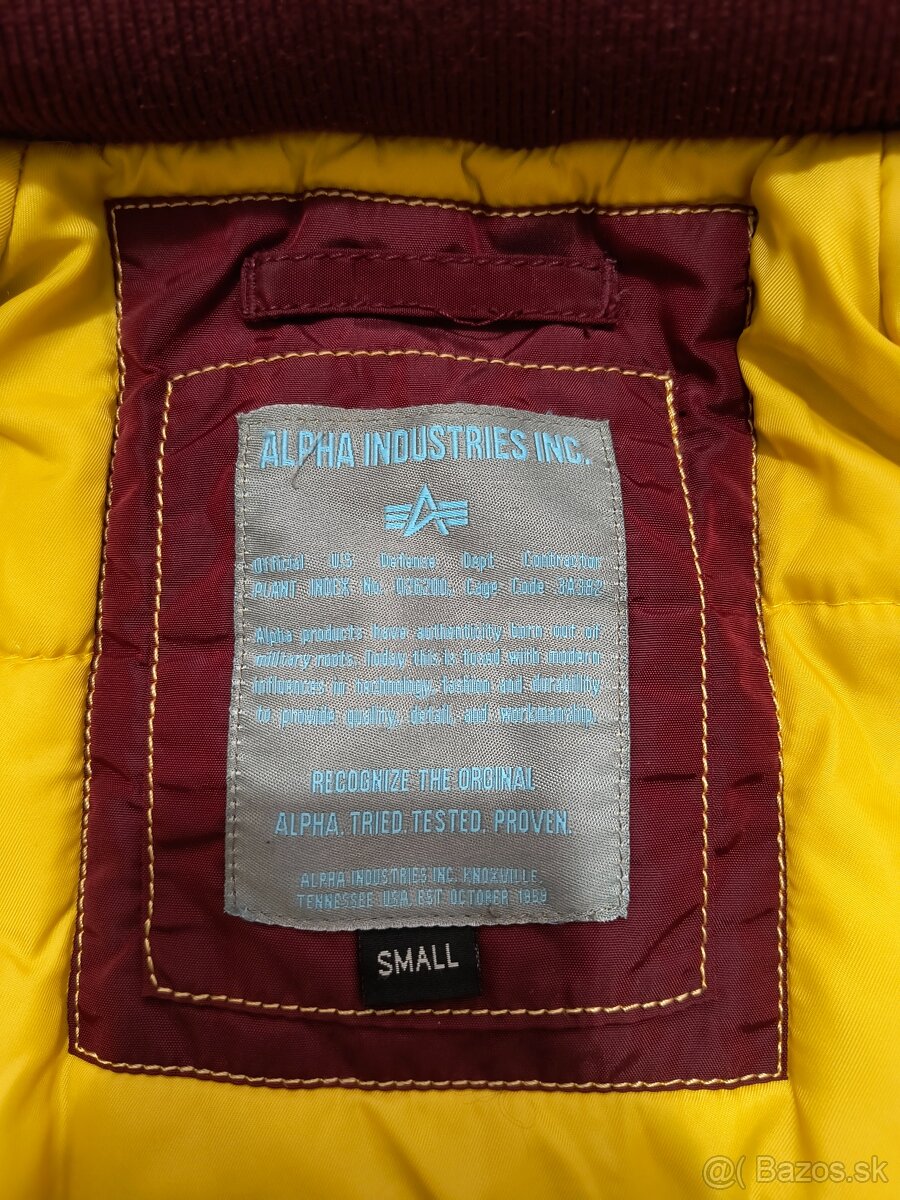 ALPHA INDUSTRIES INC.
Official U.S Defense Dept Contractor
PLANT INDEX No. 026200, Cage Code 3A382
Alpha products have authenticity born out of
military roots. Today this is fused with modern
influences in technology, fashion and durability
to provide quality, detail, and workmanship.
RECOGNIZE THE ORGINAL
ALPHA. TRIED. TESTED. PROVEN.
ALPHA INDUSTRIES INC. KNOXVILLE,
TENNESSEE USA, EST OCTOBER 1959
SMALL
@( Bazos.sk